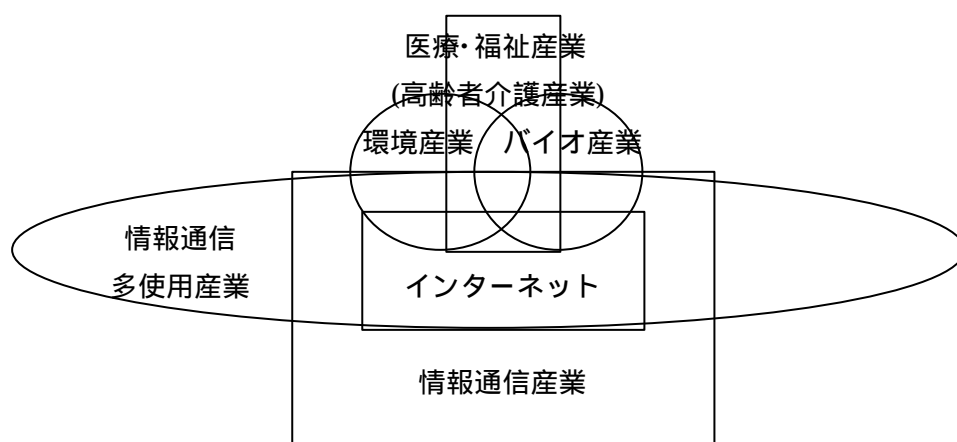 医療・福祉産業
(高齢者介護産業)
環境産業
バイオ産業
情報通信
多使用産業
インターネット
情報通信産業